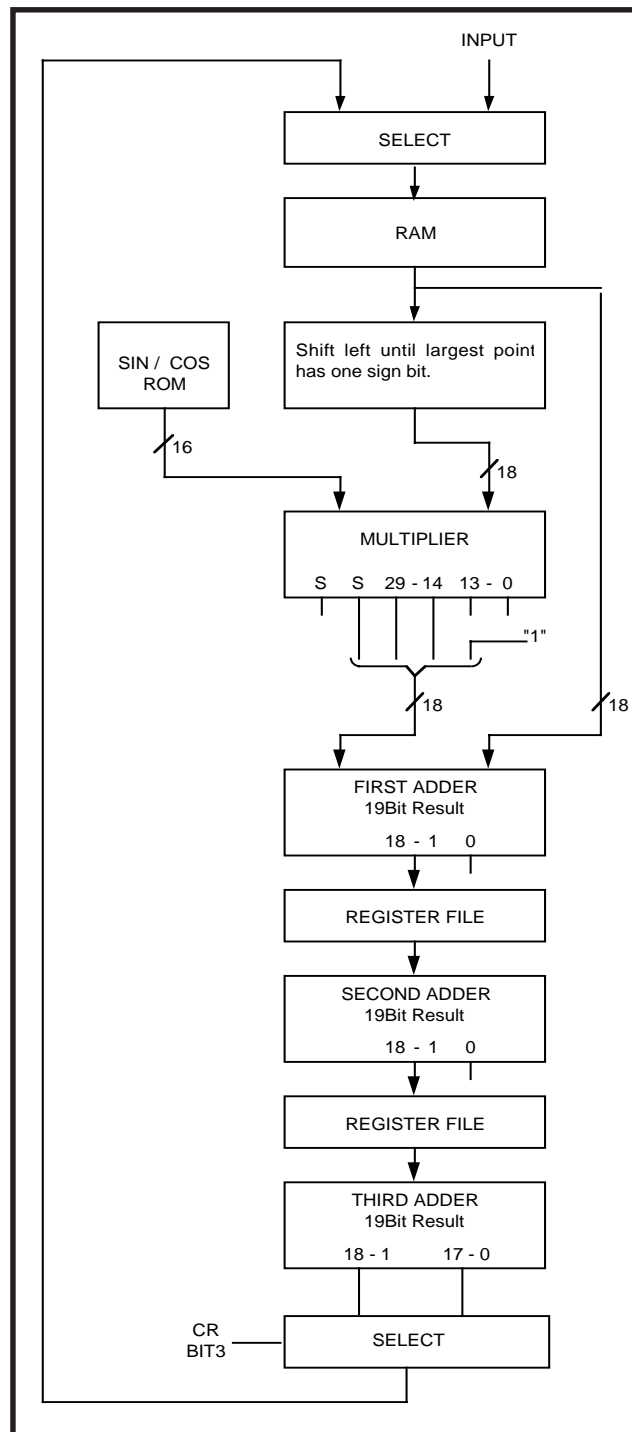 INPUT
SELECT
RAM
SIN / COS
ROM
Shift left until largest point
has one sign bit.
16
18
MULTIPLIER
S S 29 - 14 13 - 0
"1"
18
18
FIRST ADDER
19Bit Result
18 - 1 0
REGISTER FILE
SECOND ADDER
19Bit Result
18 - 1 0
REGISTER FILE
THIRD ADDER
19Bit Result
18 - 1 17 - 0
CR
BIT3
SELECT